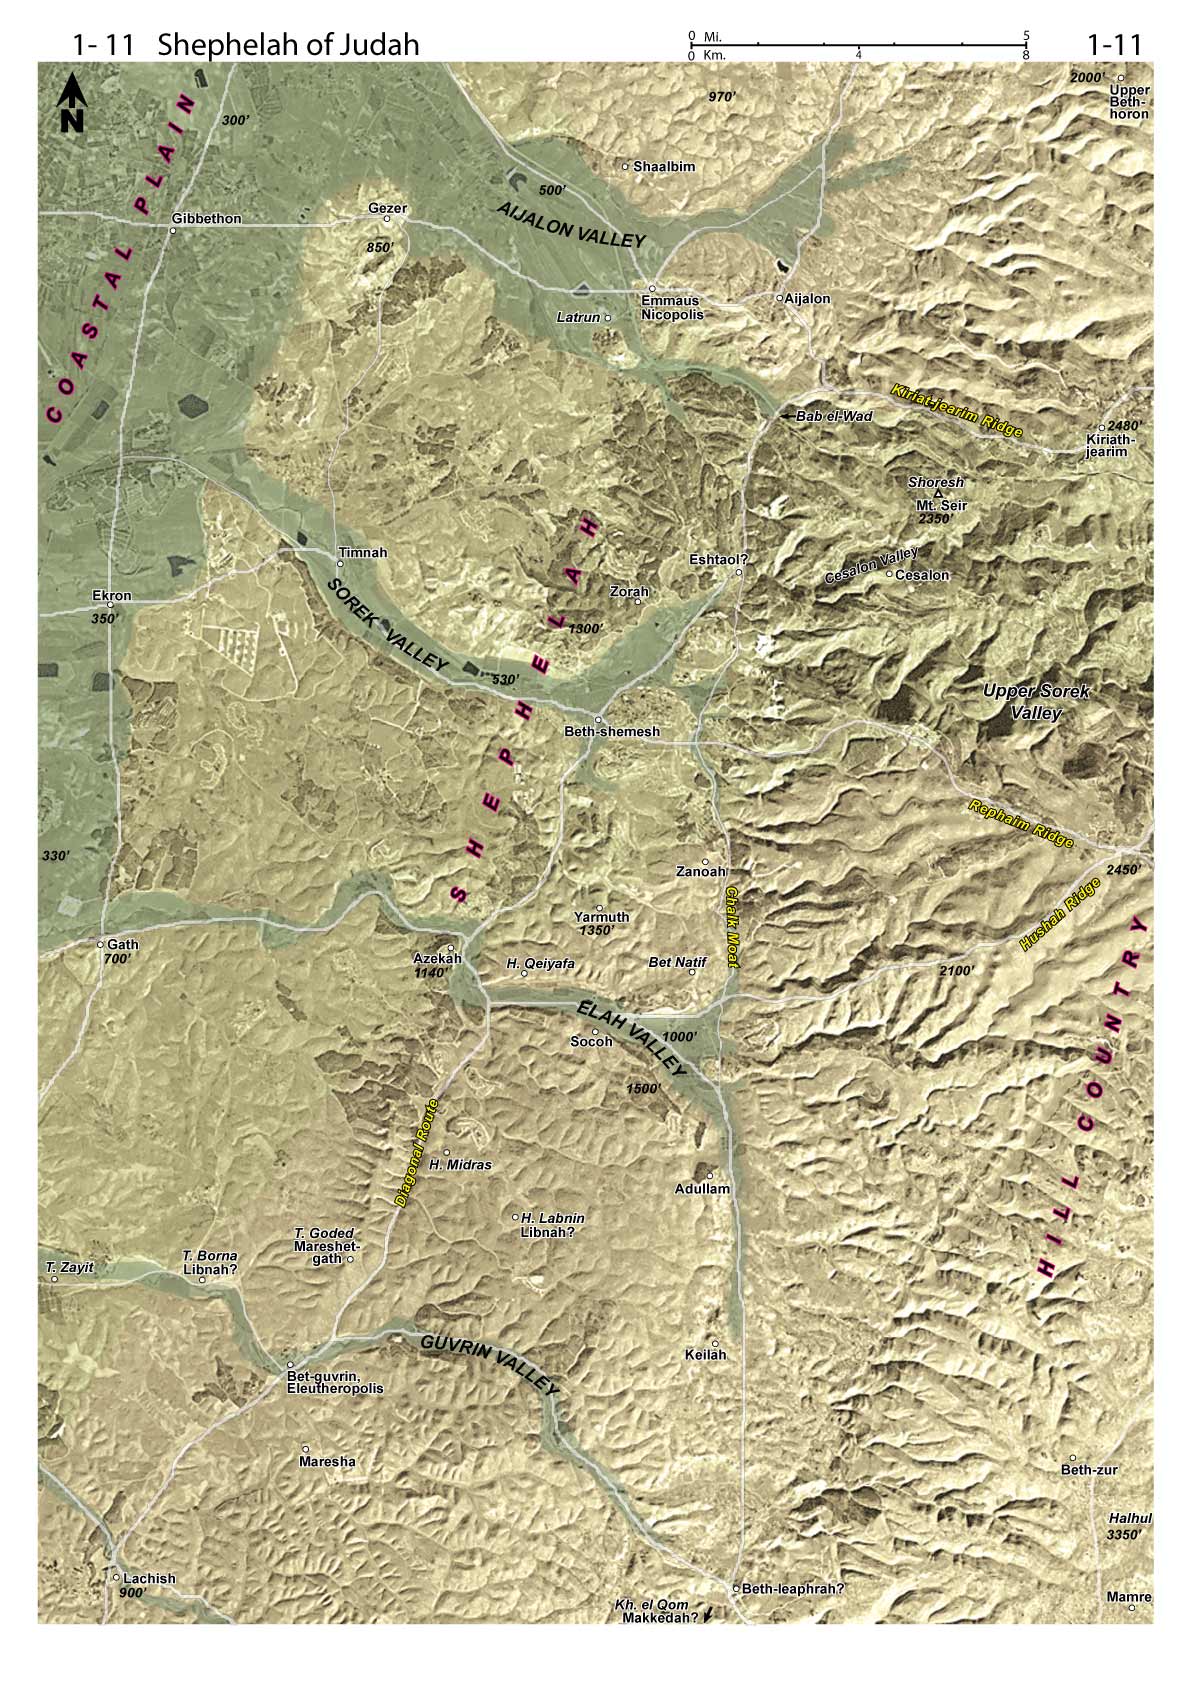 1- 11 Shephelah of Judah
0 Mi. 5
0 Km. 4 8
1-11
N
COASTAL PLAIN
300'
970'
2000'
Upper
Beth-
horon
Shaalbim
500'
AIJALON VALLEY
Gibbethon
Gezer
850'
Emmaus
Nicopolis
Aijalon
Latrun
Kiriat-jearim Ridge
Bab el-Wad
2480'
Kiriath-
jearim
Shoresh
Mt. Seir
2350'
SHEPHELAH
Timnah
Eshtaol?
Cesalon Valley
Cesalon
Ekron
350'
SOREK VALLEY
Zorah
1300'
530'
Upper Sorek
Valley
Beth-shemesh
Rephaim Ridge
330'
Zanoah
2450'
Chalk Moat
Hushah Ridge
Yarmuth
1350'
Gath
700'
Azekah
1140'
H. Qeiyafa
Bet Natif
2100'
HILL COUNTRY
ELAH VALLEY
Socoh
1000'
1500'
Diagonal Route
H. Midras
Adullam
H. Labnin
Libnah?
T. Goded
Mareshet-
gath
T. Borna
Libnah?
T. Zayit
GUVRIN VALLEY
Keilah
Bet-guvrin,
Eleutheropolis
Maresha
Beth-zur
Halhul
3350'
Lachish
900'
Beth-leaphrah?
Kh. el Qom
Makkedah?
Mamre